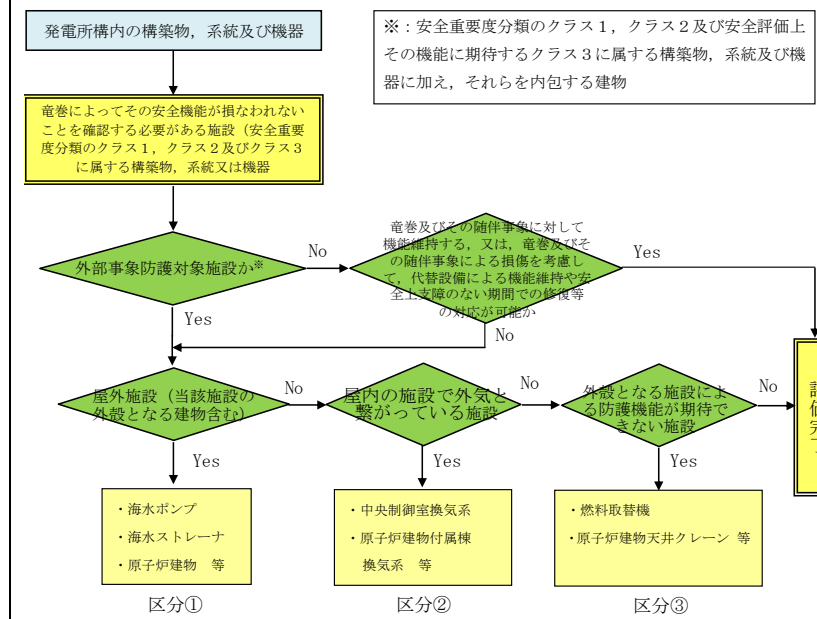 発電所構内の構築物，系統及び機器
※：安全重要度分類のクラス１，クラス２及び安全評価上
その機能に期待するクラス３に属する構築物，系統及び機
器に加え，それらを内包する建物
竜巻によってその安全機能が損なわれない
ことを確認する必要がある施設（安全重要
度分類のクラス１，クラス２及びクラス３
に属する構築物，系統又は機器
外部事象防護対象施設か※
No
竜巻及びその随伴事象に対して
機能維持する，又は，竜巻及びそ
の随伴事象による損傷を考慮し
て，代替設備による機能維持や安
全上支障のない期間での修復等
の対応が可能か
Yes
Yes
No
屋外施設（当該施設の
外殻となる建物含む）
No
屋内の施設で外気と
繋がっている施設
No
外殻となる施設によ
る防護機能が期待で
きない施設
No
評価完了
Yes
Yes
Yes
・海水ポンプ
・海水ストレーナ
・原子炉建物　等
・中央制御室換気系
・原子炉建物付属棟
換気系　等
・燃料取替機
・原子炉建物天井クレーン 等
区分①
区分②
区分③